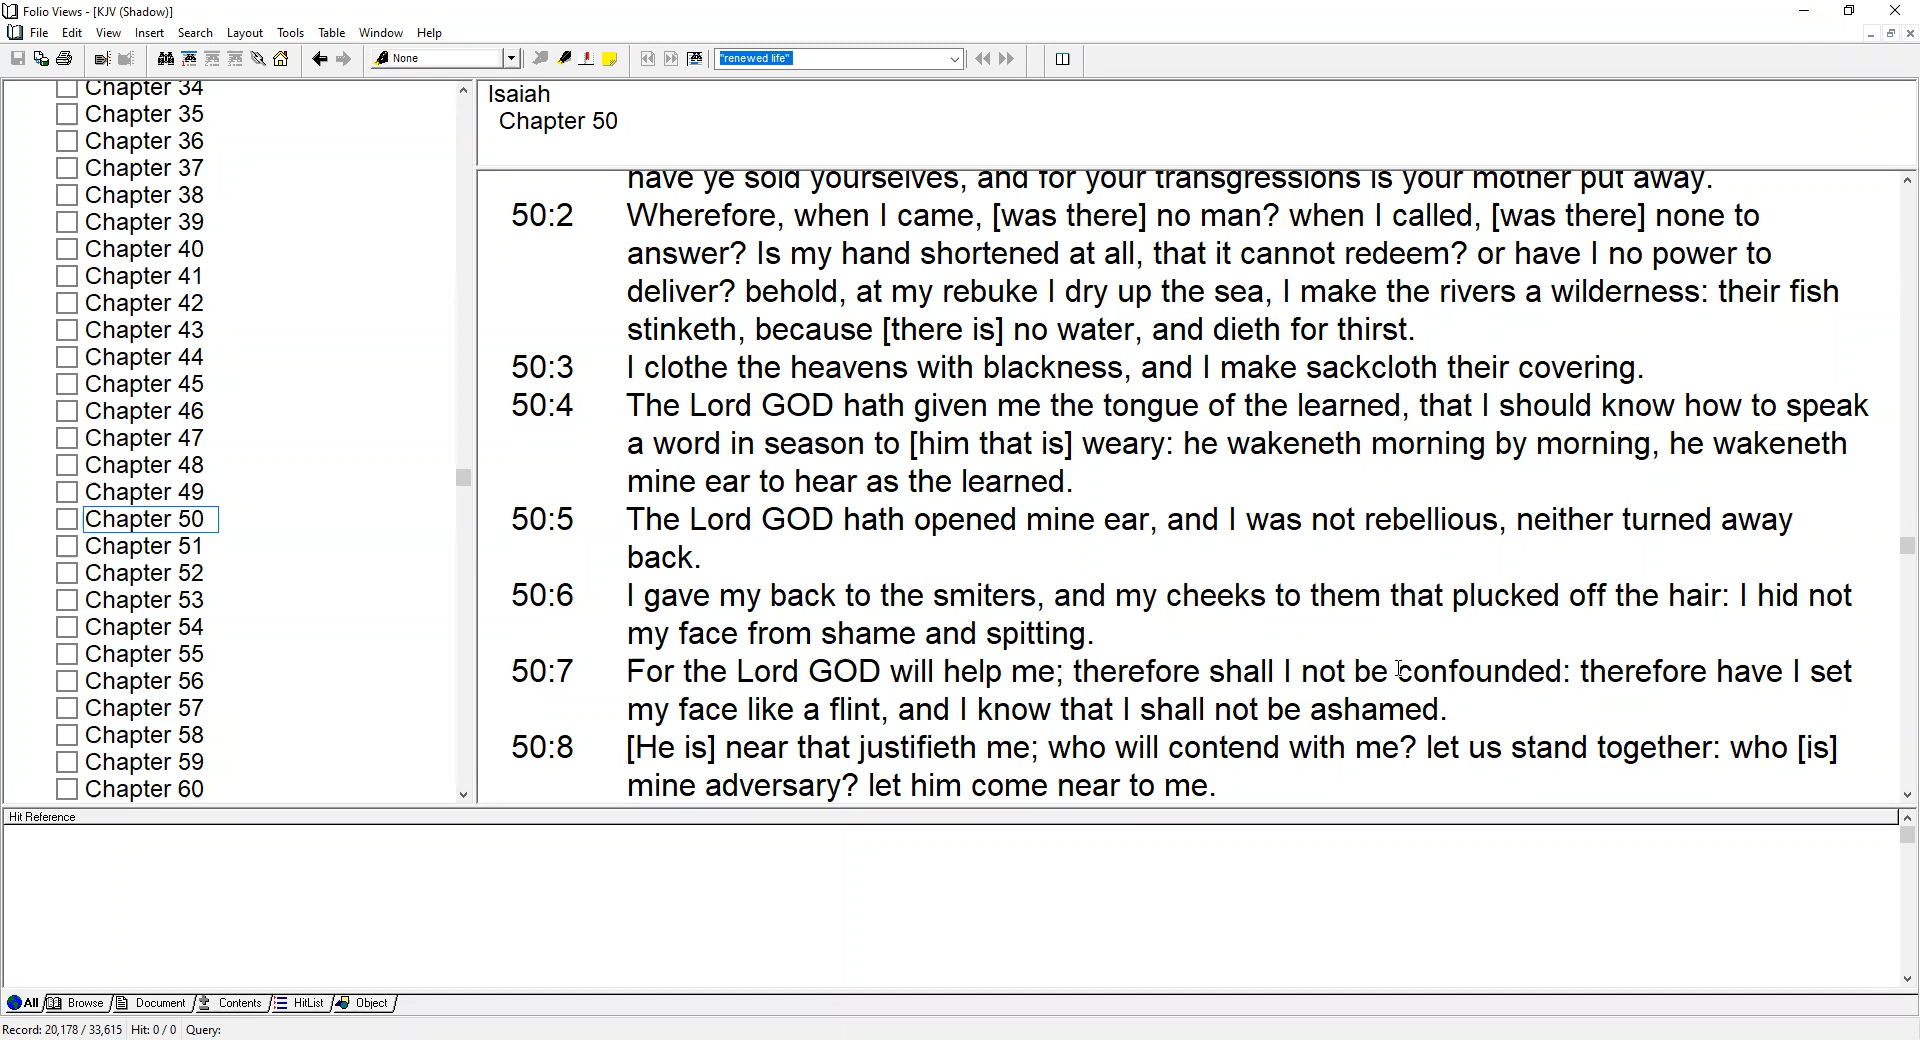 Folio Views - [KJV (Shadow)]
File Edit View Insert Search Layout Tools Table Window Help
None "renewed life"
Chapter 34
Chapter 35
Chapter 36
Chapter 37
Chapter 38
Chapter 39
Chapter 40
Chapter 41
Chapter 42
Chapter 43
Chapter 44
Chapter 45
Chapter 46
Chapter 47
Chapter 48
Chapter 49
Chapter 50
Chapter 51
Chapter 52
Chapter 53
Chapter 54
Chapter 55
Chapter 56
Chapter 57
Chapter 58
Chapter 59
Chapter 60
Isaiah
Chapter 50
have ye sold yourselves, and for your transgressions is your mother put away.
50:2 Wherefore, when I came, [was there] no man? when I called, [was there] none to
answer? Is my hand shortened at all, that it cannot redeem? or have I no power to
deliver? behold, at my rebuke I dry up the sea, I make the rivers a wilderness: their fish
stinketh, because [there is] no water, and dieth for thirst.
50:3 I clothe the heavens with blackness, and I make sackcloth their covering.
50:4 The Lord GOD hath given me the tongue of the learned, that I should know how to speak
a word in season to [him that is] weary: he wakeneth morning by morning, he wakeneth
mine ear to hear as the learned.
50:5 The Lord GOD hath opened mine ear, and I was not rebellious, neither turned away
back.
50:6 I gave my back to the smiters, and my cheeks to them that plucked off the hair: I hid not
my face from shame and spitting.
50:7 For the Lord GOD will help me; therefore shall I not be confounded: therefore have I set
my face like a flint, and I know that I shall not be ashamed.
50:8 [He is] near that justifieth me; who will contend with me? let us stand together: who [is]
mine adversary? let him come near to me.
Hit Reference
All Browse Document Contents HitList Object
Record: 20,178 / 33,615 Hit: 0 / 0 Query: